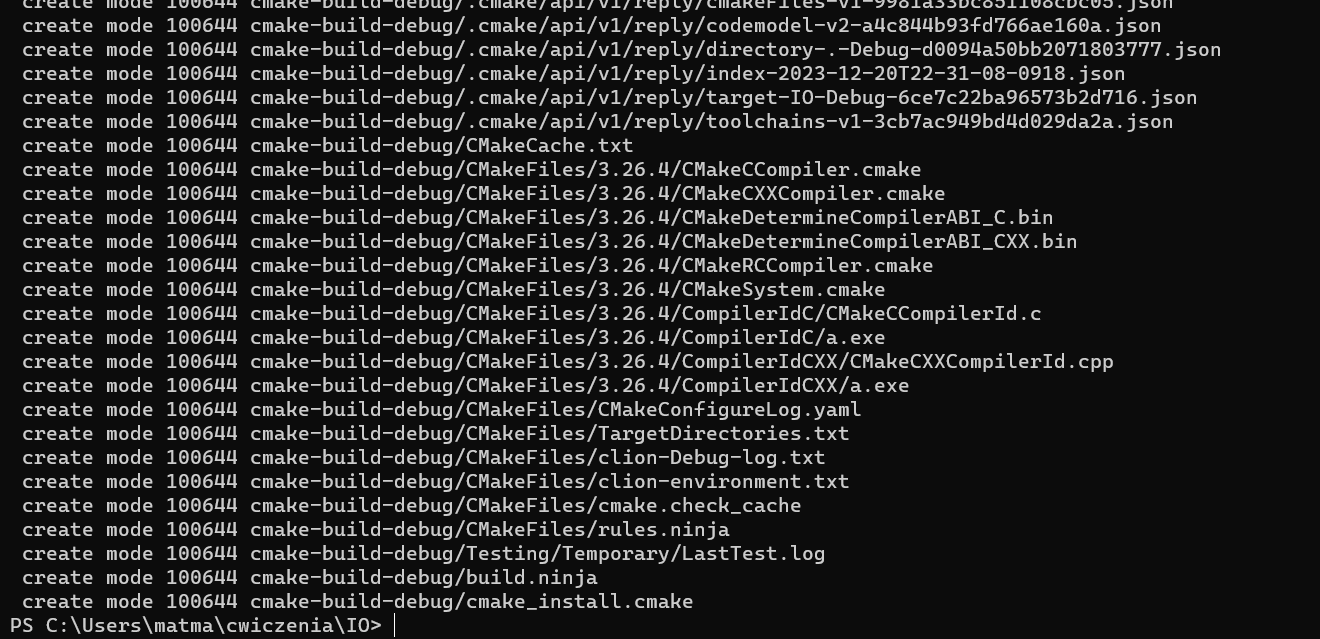 create mode 100644 cmake-build-debug/.cmake/api/v1/reply/cmakeFiles-v1-9981a33bc851108cbc05.json
create mode 100644 cmake-build-debug/.cmake/api/v1/reply/codemodel-v2-a4c844b93fd766ae160a.json
create mode 100644 cmake-build-debug/.cmake/api/v1/reply/directory-.-Debug-d0094a50bb2071803777.json
create mode 100644 cmake-build-debug/.cmake/api/v1/reply/index-2023-12-20T22-31-08-0918.json
create mode 100644 cmake-build-debug/.cmake/api/v1/reply/target-IO-Debug-6ce7c22ba96573b2d716.json
create mode 100644 cmake-build-debug/.cmake/api/v1/reply/toolchains-v1-3cb7ac949bd4d029da2a.json
create mode 100644 cmake-build-debug/CMakeCache.txt
create mode 100644 cmake-build-debug/CMakeFiles/3.26.4/CMakeCCompiler.cmake
create mode 100644 cmake-build-debug/CMakeFiles/3.26.4/CMakeCXXCompiler.cmake
create mode 100644 cmake-build-debug/CMakeFiles/3.26.4/CMakeDetermineCompilerABI_C.bin
create mode 100644 cmake-build-debug/CMakeFiles/3.26.4/CMakeDetermineCompilerABI_CXX.bin
create mode 100644 cmake-build-debug/CMakeFiles/3.26.4/CMakeRCCompiler.cmake
create mode 100644 cmake-build-debug/CMakeFiles/3.26.4/CMakeSystem.cmake
create mode 100644 cmake-build-debug/CMakeFiles/3.26.4/CompilerIdC/CMakeCCompilerId.c
create mode 100644 cmake-build-debug/CMakeFiles/3.26.4/CompilerIdC/a.exe
create mode 100644 cmake-build-debug/CMakeFiles/3.26.4/CompilerIdCXX/CMakeCXXCompilerId.cpp
create mode 100644 cmake-build-debug/CMakeFiles/3.26.4/CompilerIdCXX/a.exe
create mode 100644 cmake-build-debug/CMakeFiles/CMakeConfigureLog.yaml
create mode 100644 cmake-build-debug/CMakeFiles/TargetDirectories.txt
create mode 100644 cmake-build-debug/CMakeFiles/clion-Debug-log.txt
create mode 100644 cmake-build-debug/CMakeFiles/clion-environment.txt
create mode 100644 cmake-build-debug/CMakeFiles/cmake.check_cache
create mode 100644 cmake-build-debug/CMakeFiles/rules.ninja
create mode 100644 cmake-build-debug/Testing/Temporary/LastTest.log
create mode 100644 cmake-build-debug/build.ninja
create mode 100644 cmake-build-debug/cmake_install.cmake
PS C:\Users\matma\cwiczenia\IO>